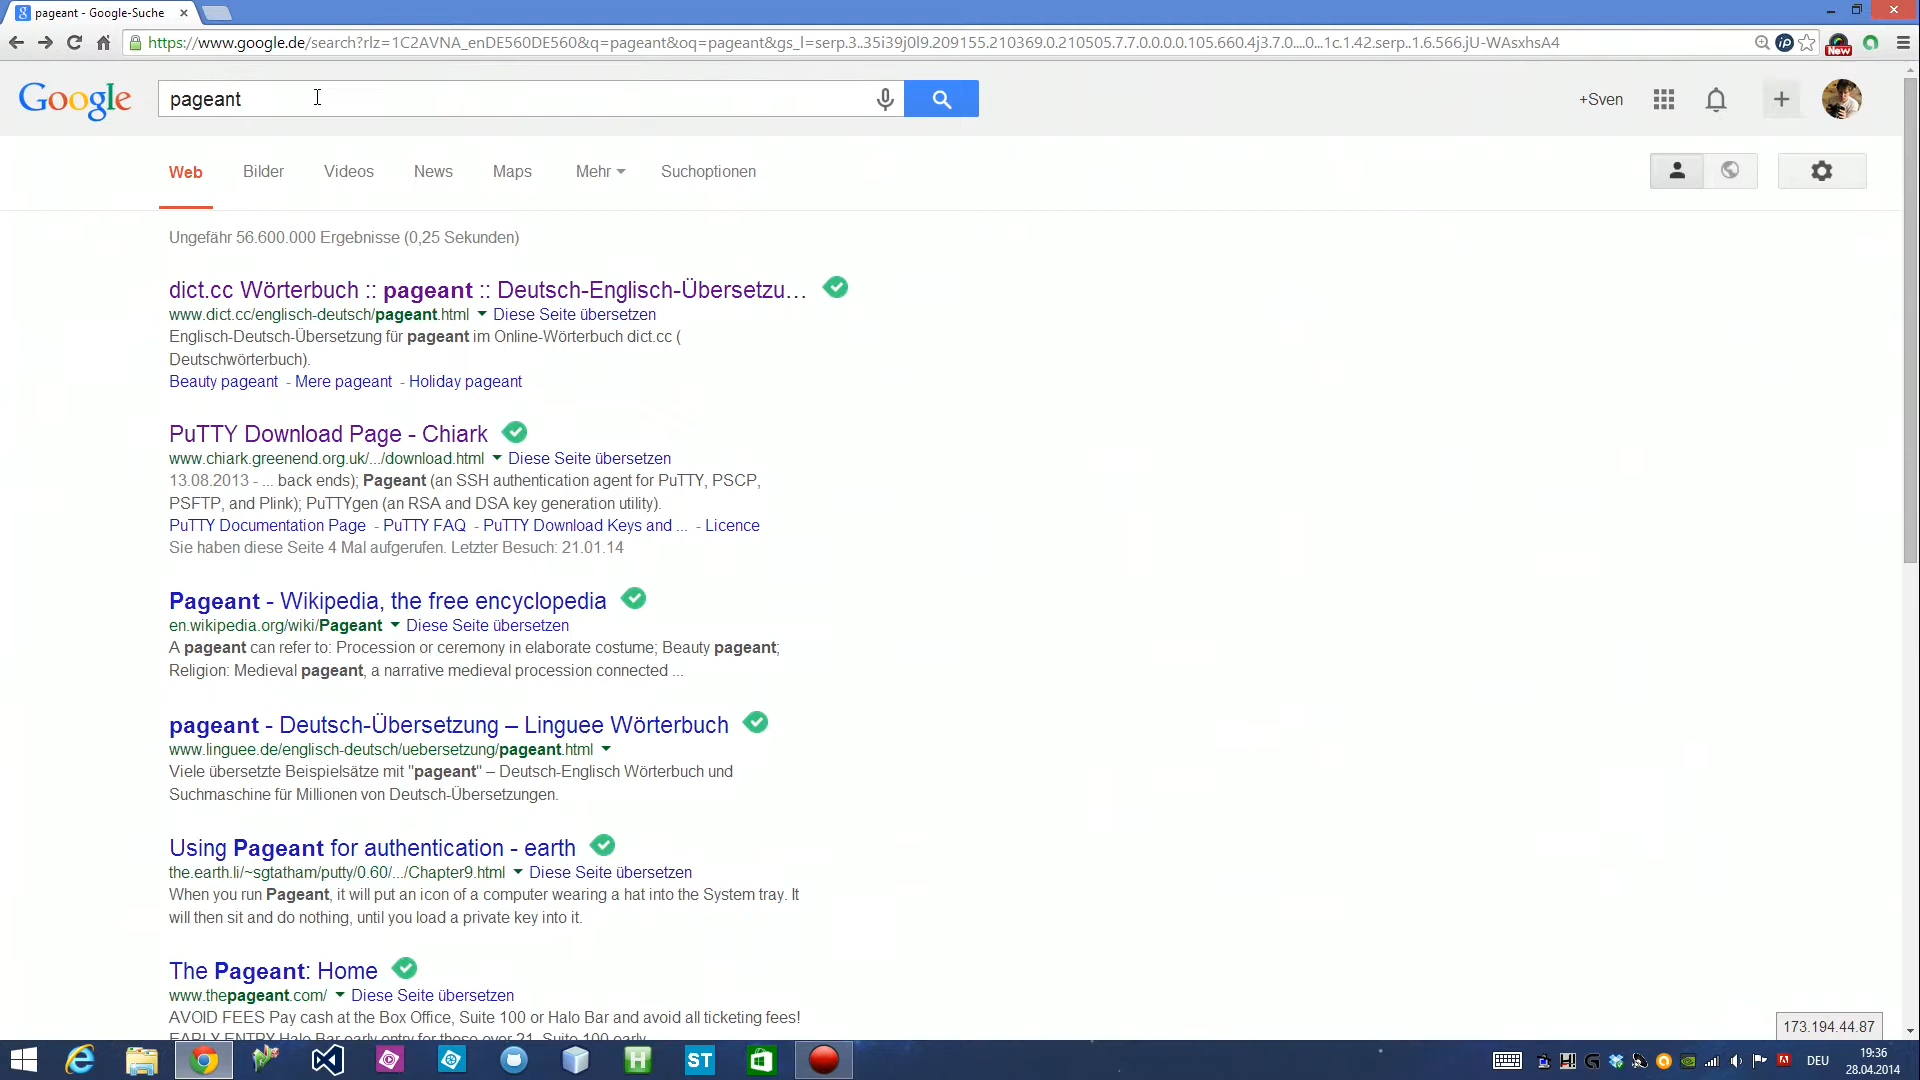 pageant - Google-Suche
https://www.google.de/search?rlz=1C2AVNA_enDE560DE560&q=pageant&oq=pageant&gs_l=serp.3..35i39j0l9.209155.210369.0.210505.7.7.0.0.0.0.105.660.4j3.7.0....0...1c.1.42.serp..1.6.566.jU-WAsxhsA4
New
Google
pageant
+Sven
Web Bilder Videos News Maps Mehr Suchoptionen
Ungefähr 56.600.000 Ergebnisse (0,25 Sekunden)
dict.cc Wörterbuch :: pageant :: Deutsch-Englisch-Übersetzu...
www.dict.cc/englisch-deutsch/pageant.html Diese Seite übersetzen
Englisch-Deutsch-Übersetzung für pageant im Online-Wörterbuch dict.cc (
Deutschwörterbuch).
Beauty pageant - Mere pageant - Holiday pageant
PuTTY Download Page - Chiark
www.chiark.greenend.org.uk/.../download.html Diese Seite übersetzen
13.08.2013 - ... back ends); Pageant (an SSH authentication agent for PuTTY, PSCP,
PSFTP, and Plink); PuTTYgen (an RSA and DSA key generation utility).
PuTTY Documentation Page - PuTTY FAQ - PuTTY Download Keys and ... - Licence
Sie haben diese Seite 4 Mal aufgerufen. Letzter Besuch: 21.01.14
Pageant - Wikipedia, the free encyclopedia
en.wikipedia.org/wiki/Pageant Diese Seite übersetzen
A pageant can refer to: Procession or ceremony in elaborate costume; Beauty pageant;
Religion: Medieval pageant, a narrative medieval procession connected ...
pageant - Deutsch-Übersetzung – Linguee Wörterbuch
www.linguee.de/englisch-deutsch/uebersetzung/pageant.html
Viele übersetzte Beispielsätze mit "pageant" – Deutsch-Englisch Wörterbuch und
Suchmaschine für Millionen von Deutsch-Übersetzungen.
Using Pageant for authentication - earth
the.earth.li/~sgtatham/putty/0.60/.../Chapter9.html Diese Seite übersetzen
When you run Pageant, it will put an icon of a computer wearing a hat into the System tray. It
will then sit and do nothing, until you load a private key into it.
The Pageant: Home
www.thepageant.com/ Diese Seite übersetzen
AVOID FEES Pay cash at the Box Office, Suite 100 or Halo Bar and avoid all ticketing fees!
EARLY ENTRY Halo Bar early entry for those over 21, Suite 100 early
173.194.44.87
ST
DEU
19:36
28.04.2014